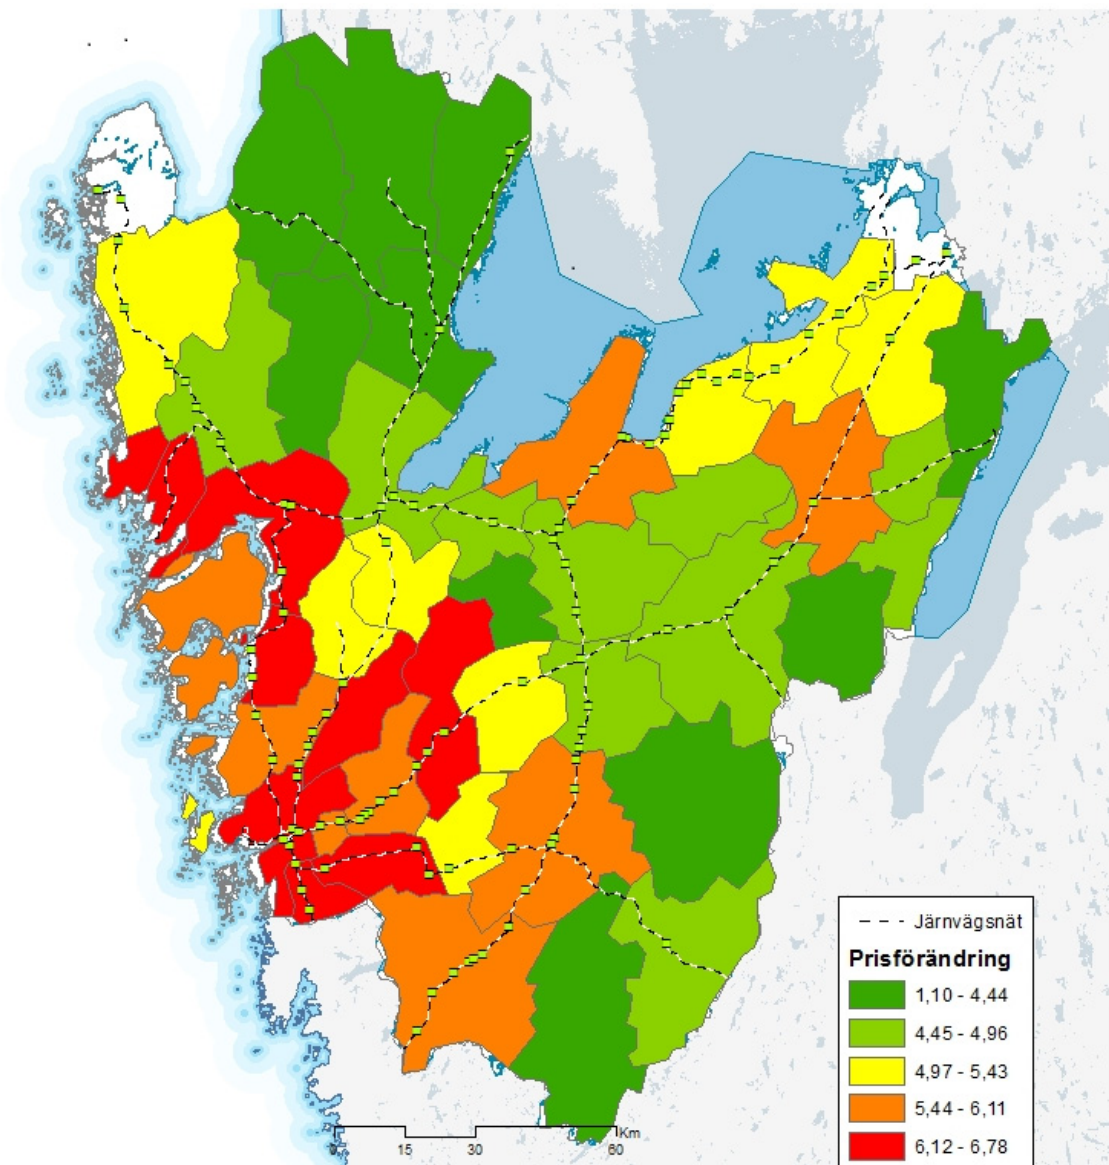 Järnvägsnät
Prisförändring
1,10 - 4,44
4,45 - 4,96
4,97 - 5,43
5,44 - 6,11
6,12 - 6,78
Km
0 15 30 60